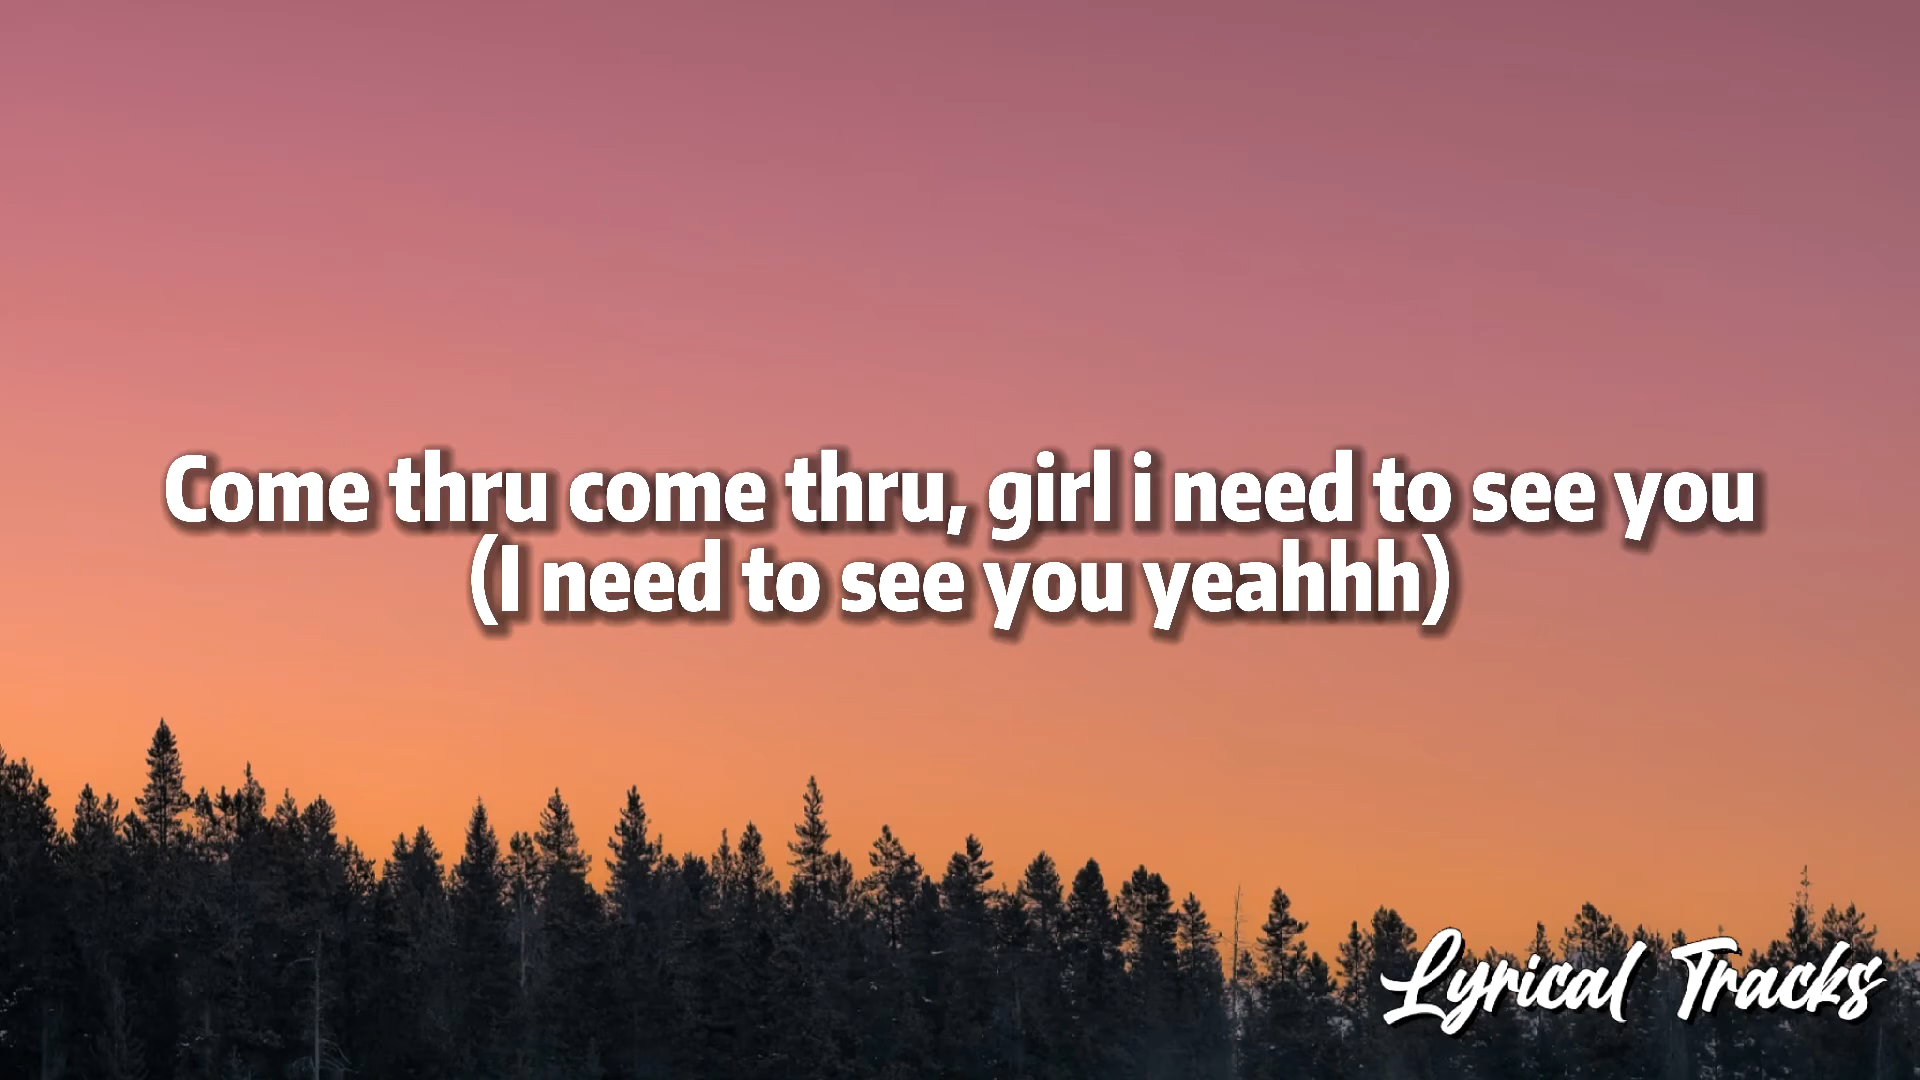 Come thru come thru, girl i need to see you
(I need to see you yeahhh)
Lyrical Tracks